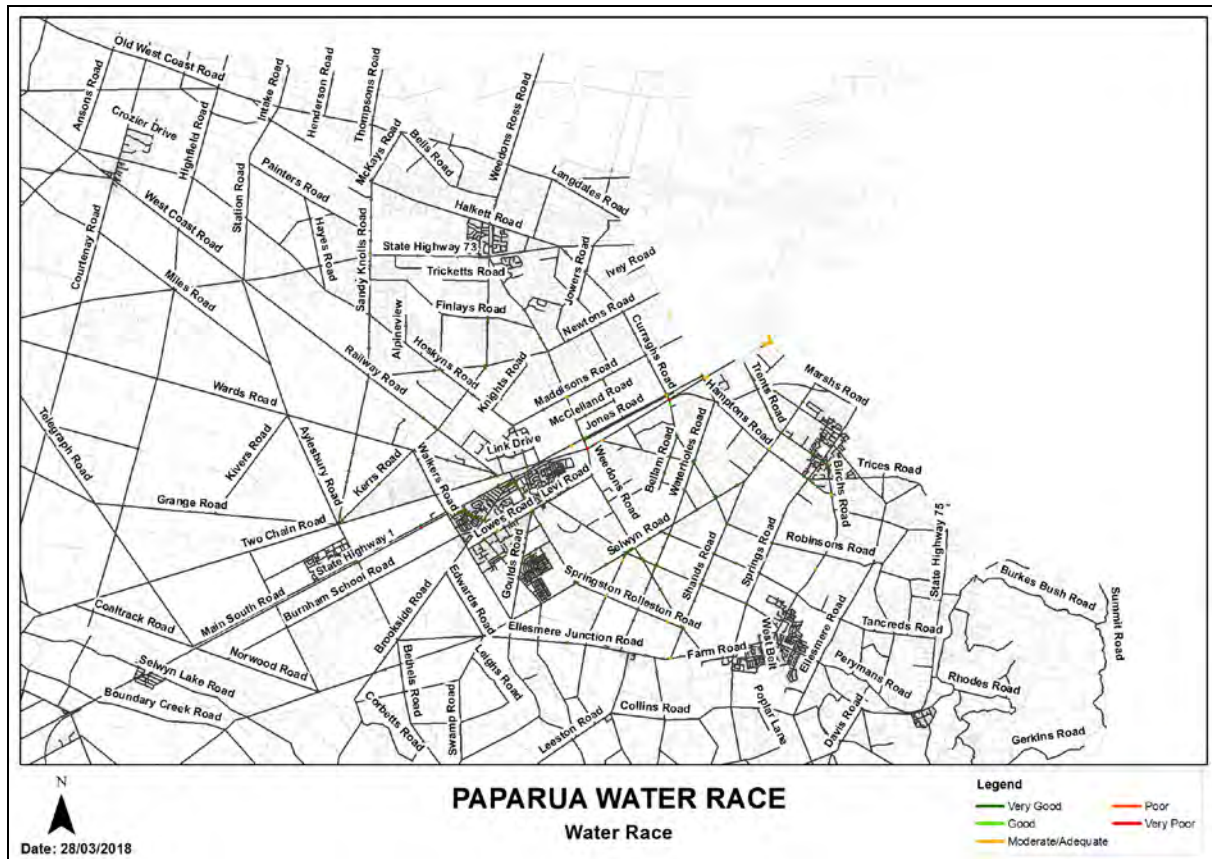 Old West Coast Road
Ansons Road
Crozier Drive
Highfield Road
Intake Road
Henderson Road
Thompsons Road
McKays Road
Bells Road
Weedons Ross Road
Langdales Road
Painters Road
Halkett Road
Courtenay Road
West Coast Road
Station Road
Hayes Road
Sandy Knolls Road
State Highway 73
Tricketts Road
Jowers Road
Ivey Road
Miles Road
Finlays Road
Newtons Road
Alpineview
Hoskyns Road
Curraghs Road
Railway Road
Knights Road
Maddisons Road
McClelland Road
Jones Road
Hamptons Road
Trents Road
Marshs Road
Wards Road
Telegraph Road
Kivers Road
Aylesbury Road
Kerrs Road
Walkers Road
Link Drive
Levi Road
Lowes Road
Weedons Road
Bellam Road
Waterholes Road
Birchs Road
Trices Road
Grange Road
Two Chain Road
State Highway 1
State Highway 75
Goulds Road
Selwyn Road
Shands Road
Springs Road
Robinsons Road
Main South Road
Burnham School Road
Coaltrack Road
Brookside Road
Edwards Road
Springston Rolleston Road
Ellesmere Junction Road
Ellesmere Road
Tancreds Road
Burkes Bush Road
Summit Road
Norwood Road
Selwyn Lake Road
Boundary Creek Road
Bethels Road
Leighs Road
Farm Road
West Belt
Perymans Road
Rhodes Road
Corbetts Road
Swamp Road
Leeston Road
Collins Road
Poplar Lane
Davis Road
Gerkins Road
N
Date: 28/03/2018
PAPARUA WATER RACE
Water Race
Legend
Very Good
Good
Moderate/Adequate
Poor
Very Poor